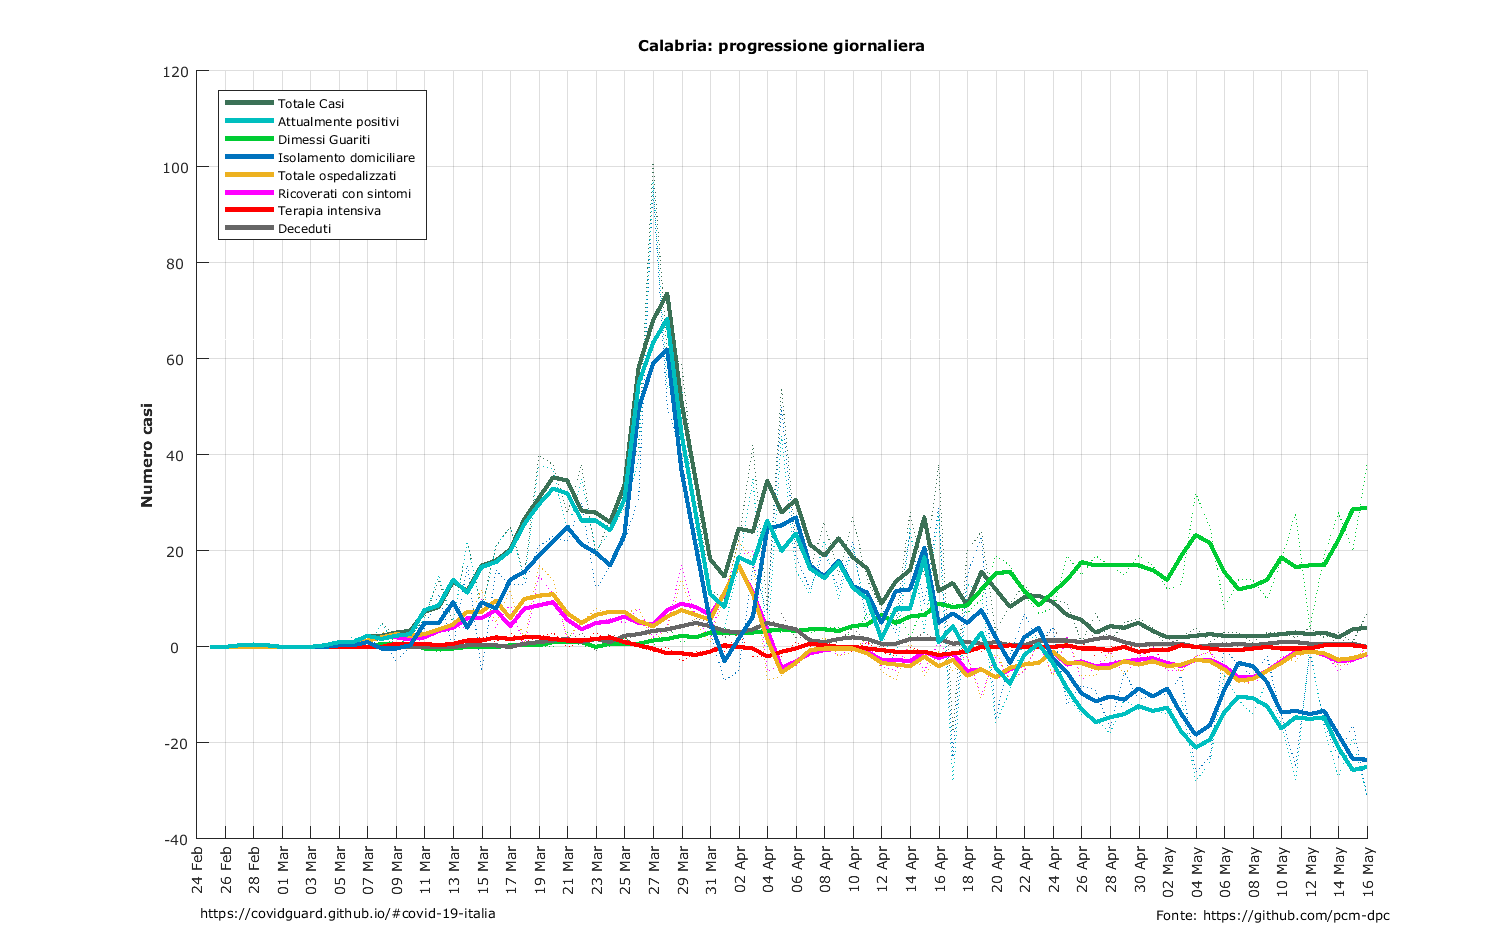 Calabria: progressione giornaliera
Numero casi
120
100
80
60
40
20
0
-20
-40
Totale Casi
Attualmente positivi
Dimessi Guariti
Isolamento domiciliare
Totale ospedalizzati
Ricoverati con sintomi
Terapia intensiva
Deceduti
24 Feb
26 Feb
28 Feb
01 Mar
03 Mar
05 Mar
07 Mar
09 Mar
11 Mar
13 Mar
15 Mar
17 Mar
19 Mar
21 Mar
23 Mar
25 Mar
27 Mar
29 Mar
31 Mar
02 Apr
04 Apr
06 Apr
08 Apr
10 Apr
12 Apr
14 Apr
16 Apr
18 Apr
20 Apr
22 Apr
24 Apr
26 Apr
28 Apr
30 Apr
02 May
04 May
06 May
08 May
10 May
12 May
14 May
16 May
https://covidguard.github.io/#covid-19-italia
Fonte: https://github.com/pcm-dpc